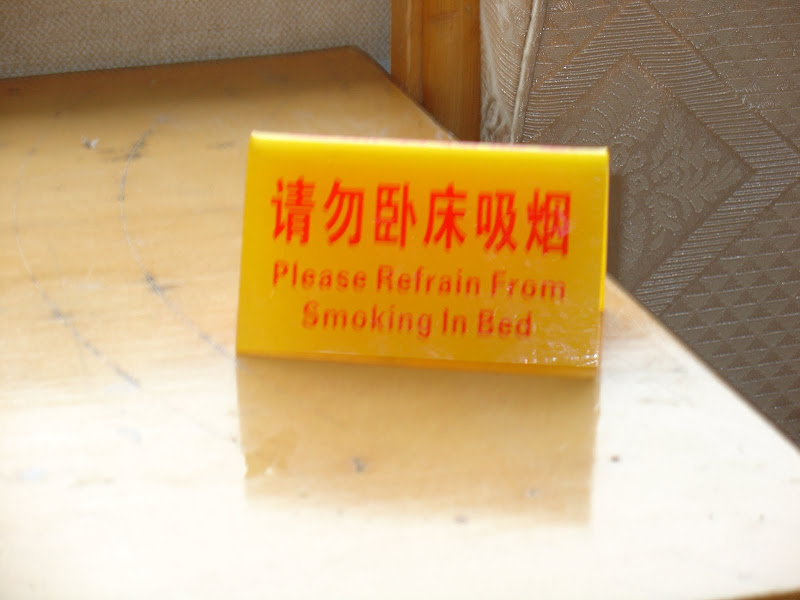 请勿卧床吸烟
Please Refrain From
Smoking In Bed